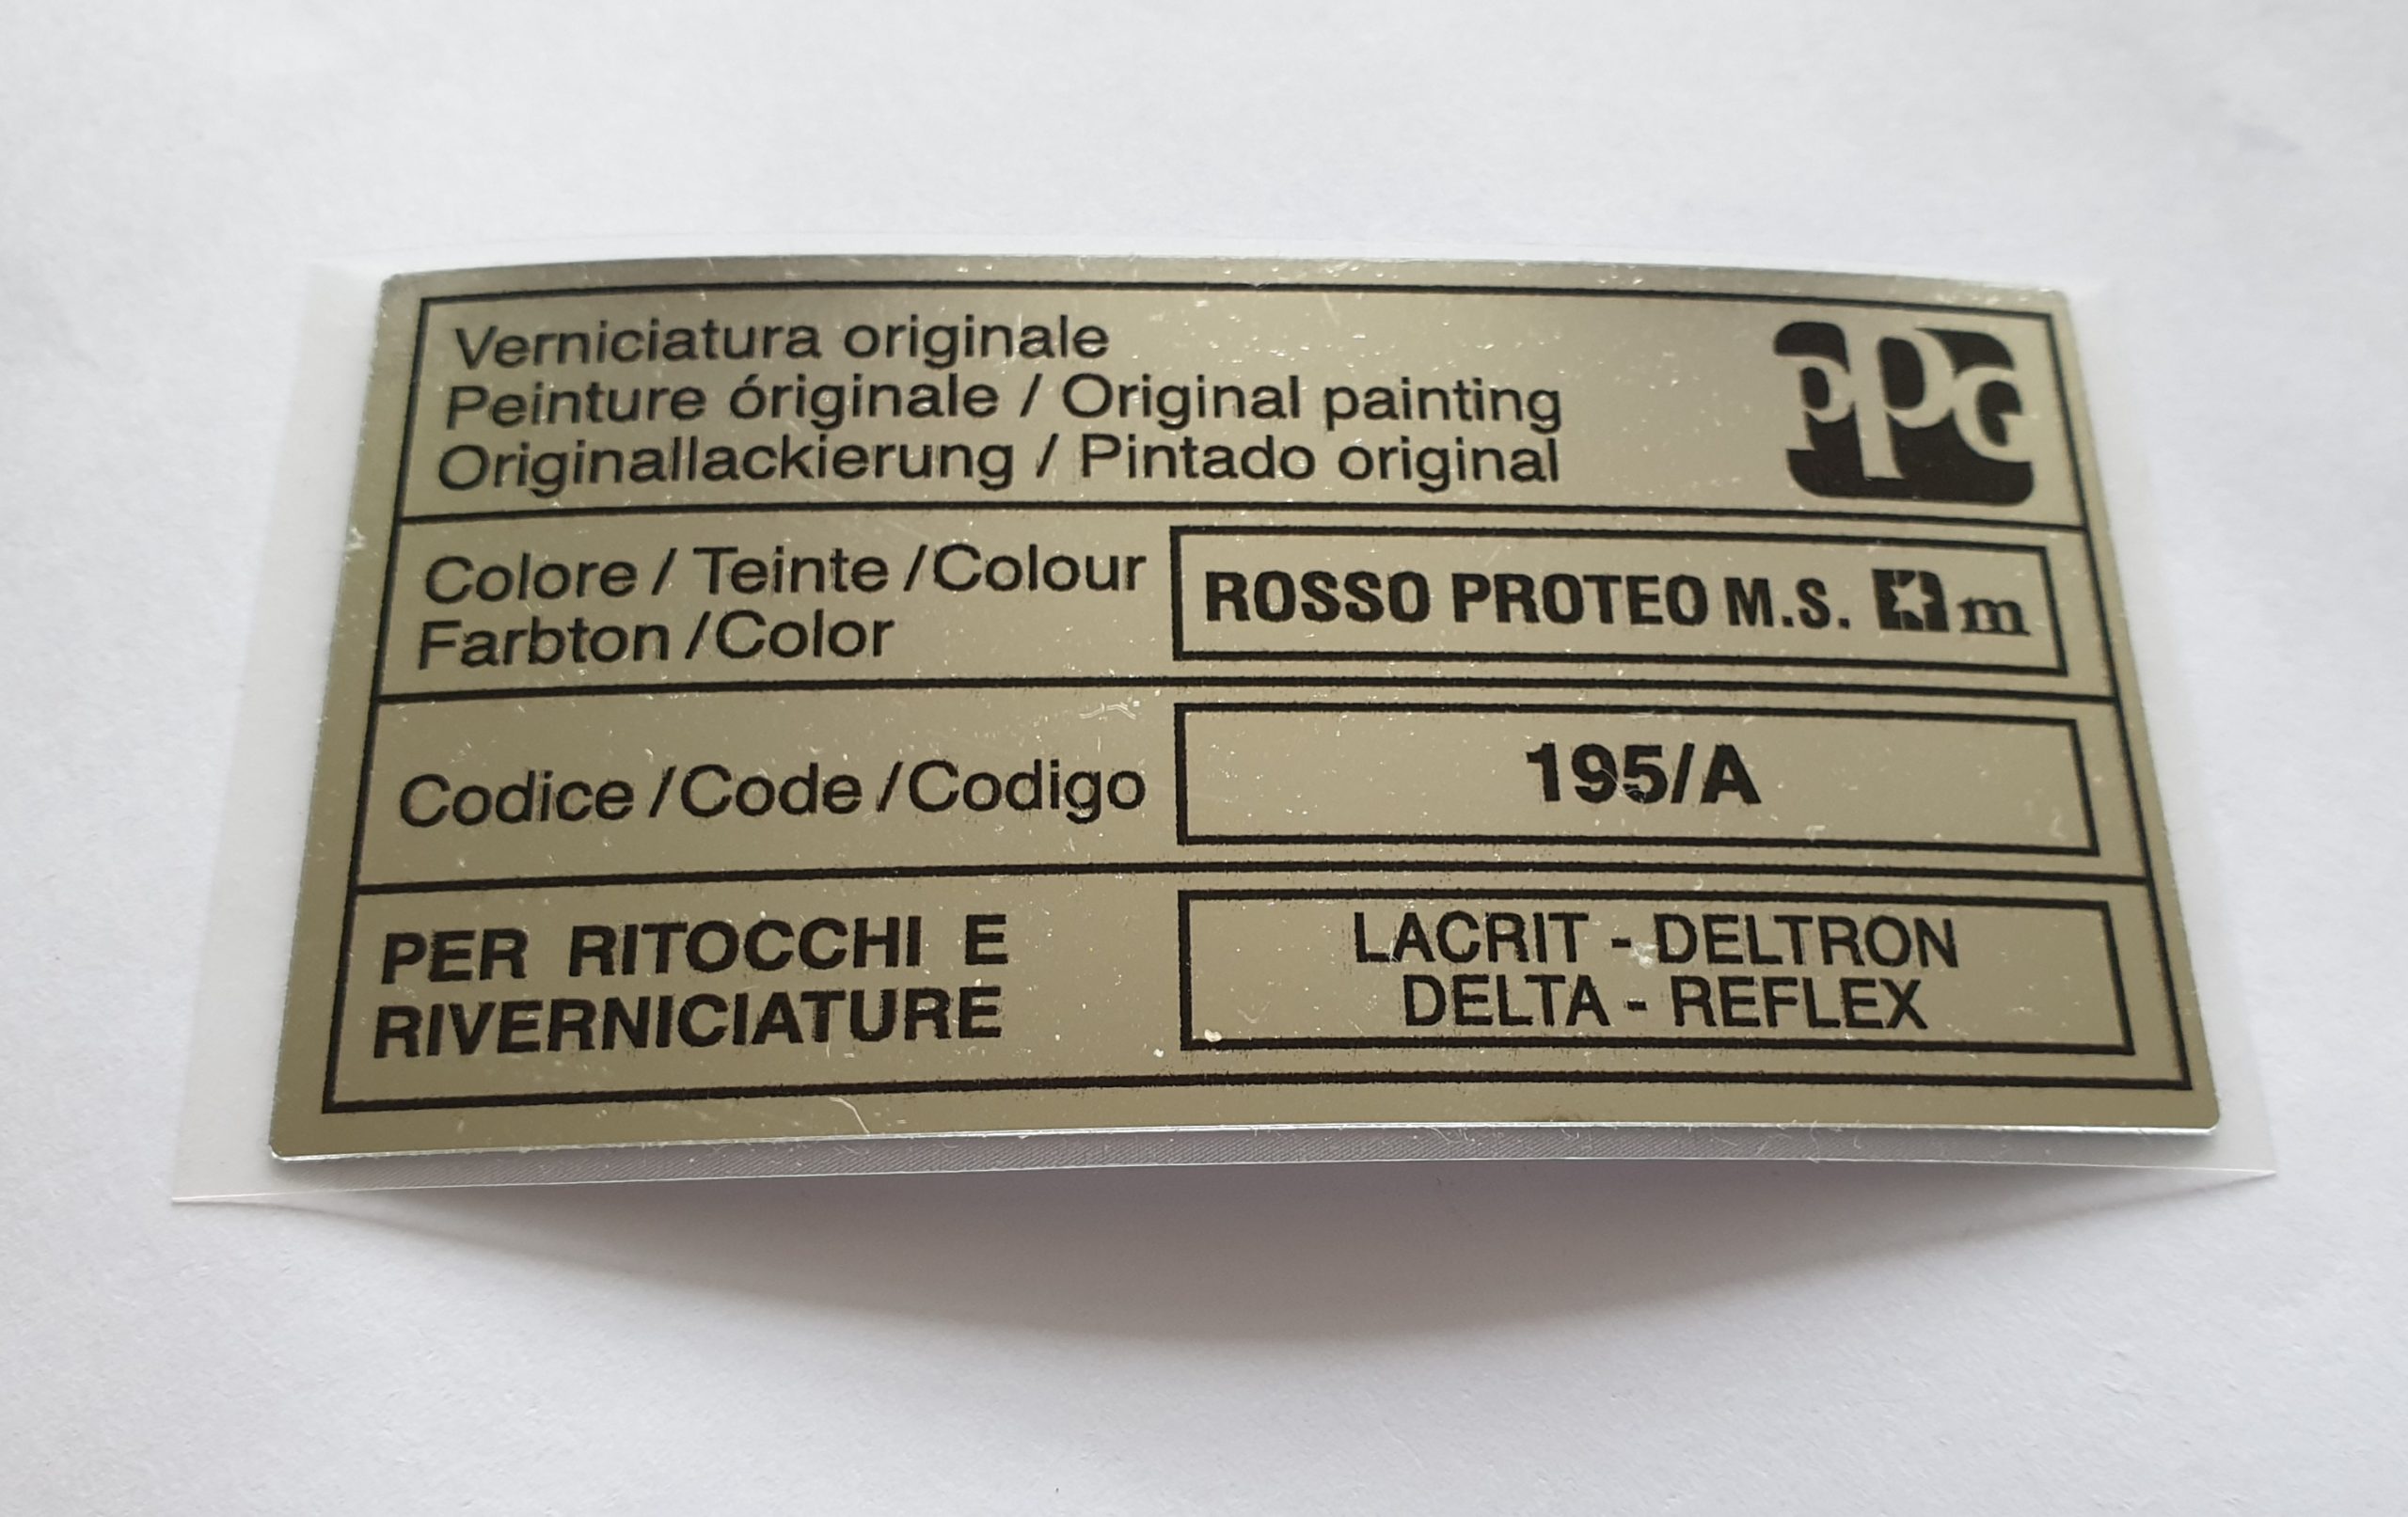 Verniciatura originale
Peinture óriginale / Original painting
Originallackierung / Pintado original
ppg
Colore / Teinte /Colour
Farbton /Color
ROSSO PROTEO M.S. m
Codice /Code /Codigo
195/A
PER RITOCCHI E
RIVERNICIATURE
LACRIT - DELTRON
DELTA - REFLEX